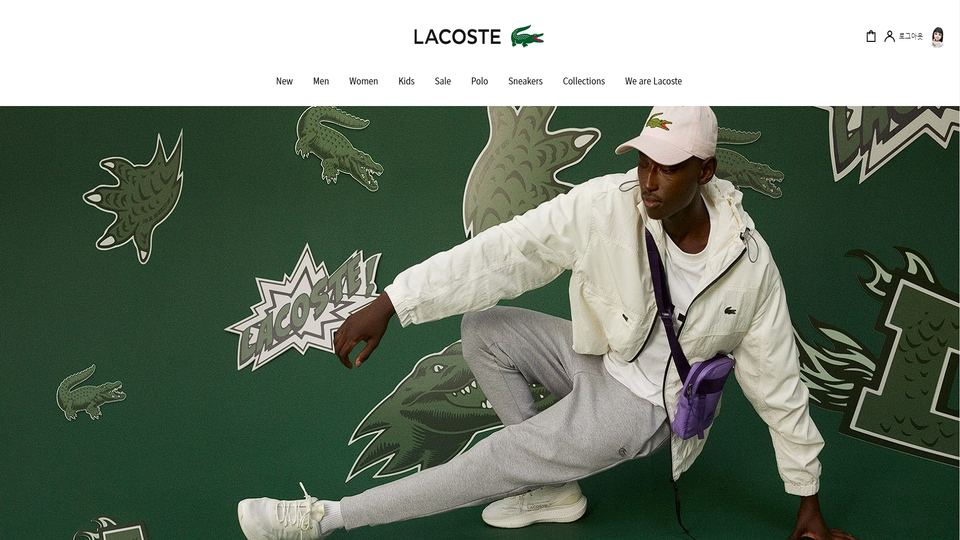 LACOSTE
로그아웃
New Men Women Kids Sale Polo Sneakers Collections We are Lacoste
LACOSTE!